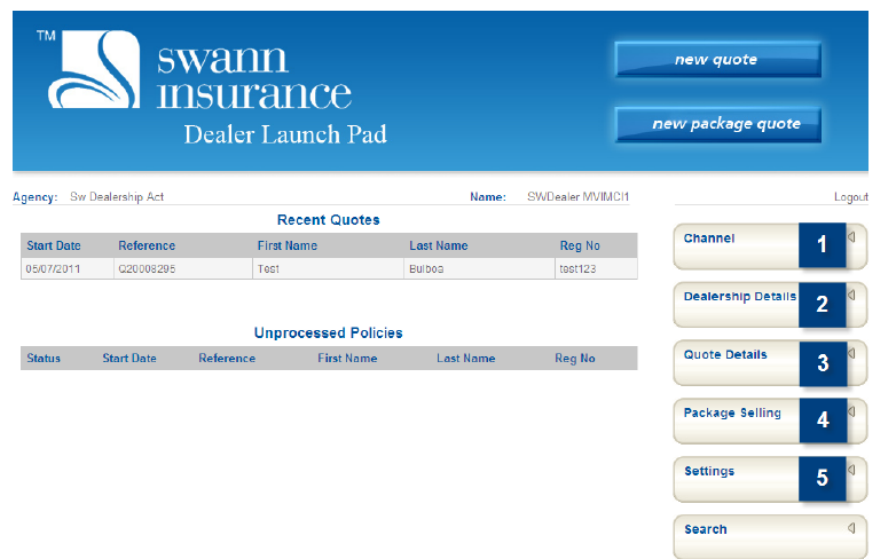 TM
swann
insurance
Dealer Launch Pad
new quote
new package quote
Agency: Sw Dealership Act Name: SWDealer MVIMCI1 Logout
Recent Quotes
Start Date Reference First Name Last Name Reg No
05/07/2011 Q20008295 Test Bulboa test123
Unprocessed Policies
Status Start Date Reference First Name Last Name Reg No
Channel 1
Dealership Details 2
Quote Details 3
Package Selling 4
Settings 5
Search